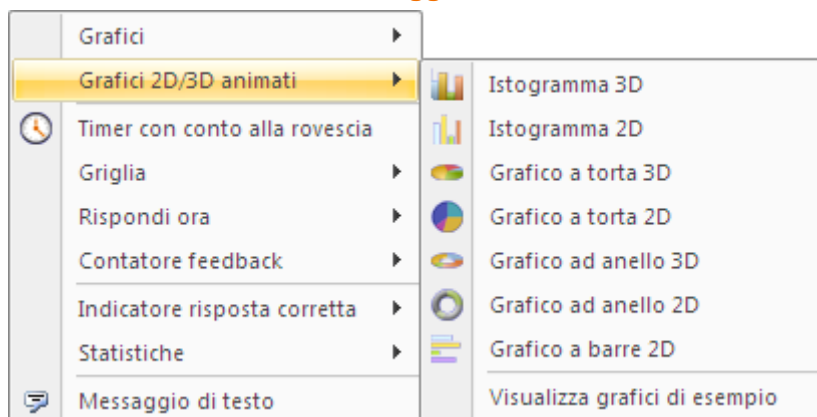 gg
Grafici
Grafici 2D/3D animati
Timer con conto alla rovescia
Griglia
Rispondi ora
Contatore feedback
Indicatore risposta corretta
Statistiche
Messaggio di testo
Istogramma 3D
Istogramma 2D
Grafico a torta 3D
Grafico a torta 2D
Grafico ad anello 3D
Grafico ad anello 2D
Grafico a barre 2D
Visualizza grafici di esempio